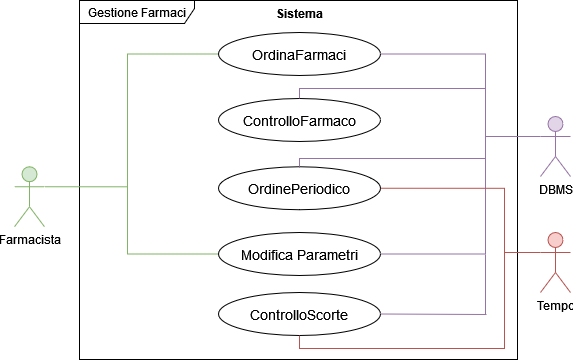 Gestione Farmaci
Sistema
OrdinaFarmaci
ControlloFarmaco
OrdinePeriodico
DBMS
Farmacista
Modifica Parametri
Tempo
ControlloScorte